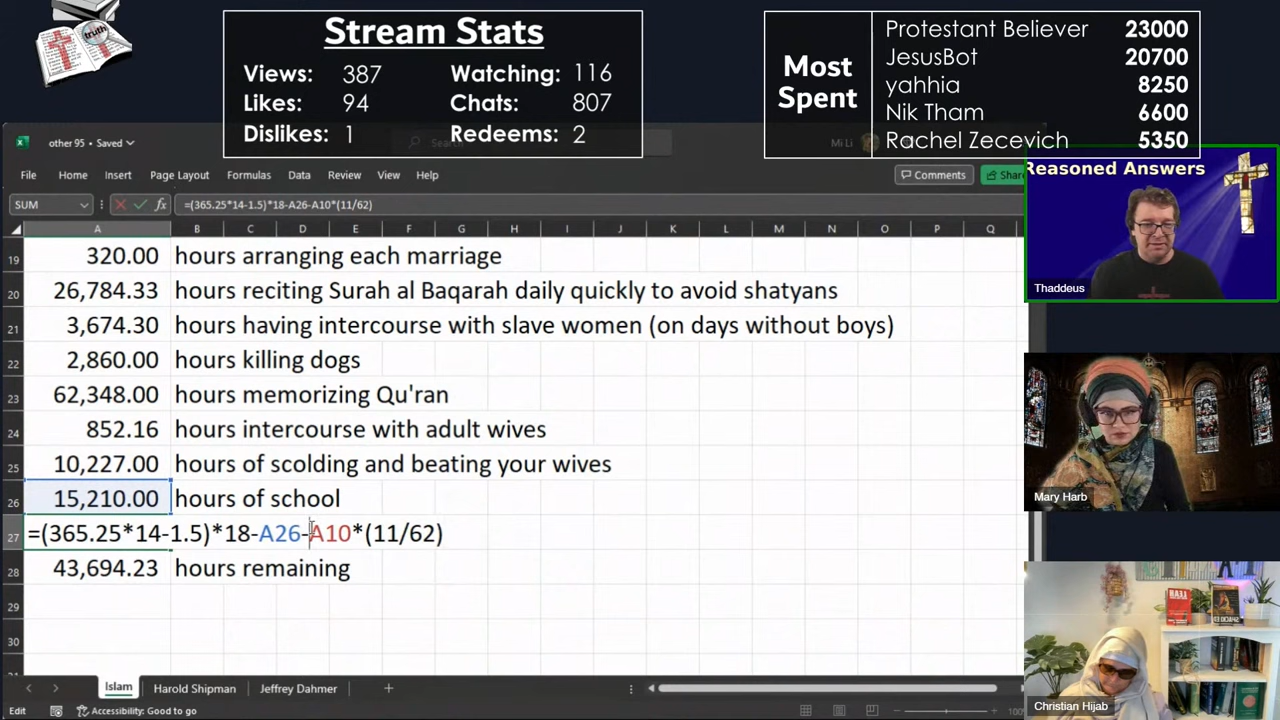 truth
Stream Stats
Views: 387 Watching: 116
Likes: 94 Chats: 807
Dislikes: 1 Redeems: 2
Most Spent
Protestant Believer 23000
JesusBot 20700
yahhia 8250
Nik Tham 6600
Rachel Zecevich 5350
other 95 • Saved
Search
Mi Li
File Home Insert Page Layout Formulas Data Review View Help Comments Share
SUM fx =(365.25*14-1.5)*18-A26-A10*(11/62)
A B C D E F G H I J K L M N O P Q
19 320.00 hours arranging each marriage
20 26,784.33 hours reciting Surah al Baqarah daily quickly to avoid shatyans
21 3,674.30 hours having intercourse with slave women (on days without boys)
22 2,860.00 hours killing dogs
23 62,348.00 hours memorizing Qu'ran
24 852.16 hours intercourse with adult wives
25 10,227.00 hours of scolding and beating your wives
26 15,210.00 hours of school
27 =(365.25*14-1.5)*18-A26-A10*(11/62)
28 43,694.23 hours remaining
29
30
Islam Harold Shipman Jeffrey Dahmer
Edit Accessibility: Good to go
Reasoned Answers
Thaddeus
Mary Harb
Christian Hijab